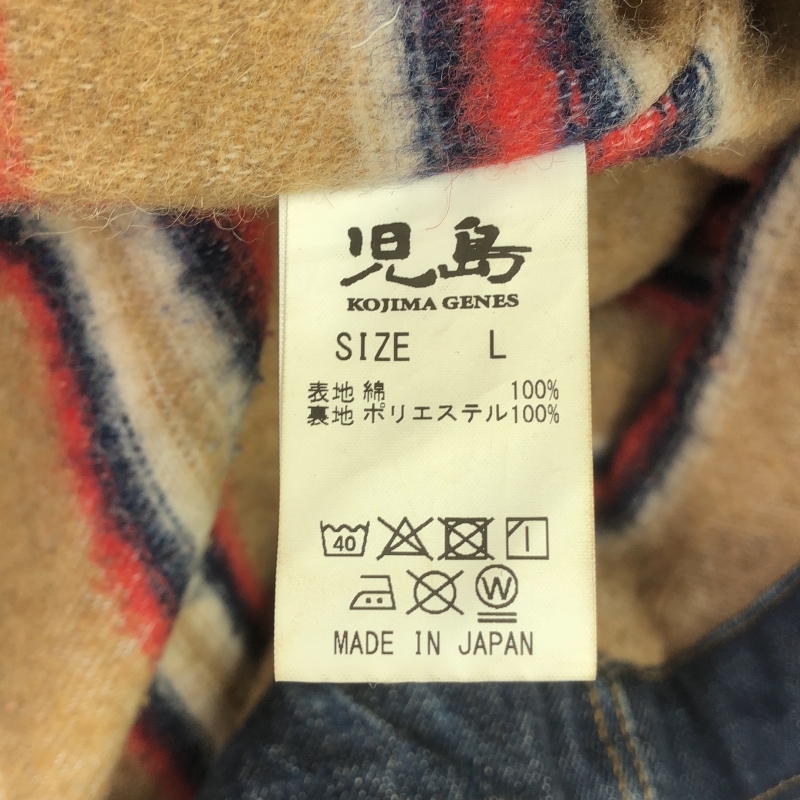 児島
KOJIMA GENES
SIZE L
表地 綿 100%
裏地 ポリエステル100%
40
W
MADE IN JAPAN